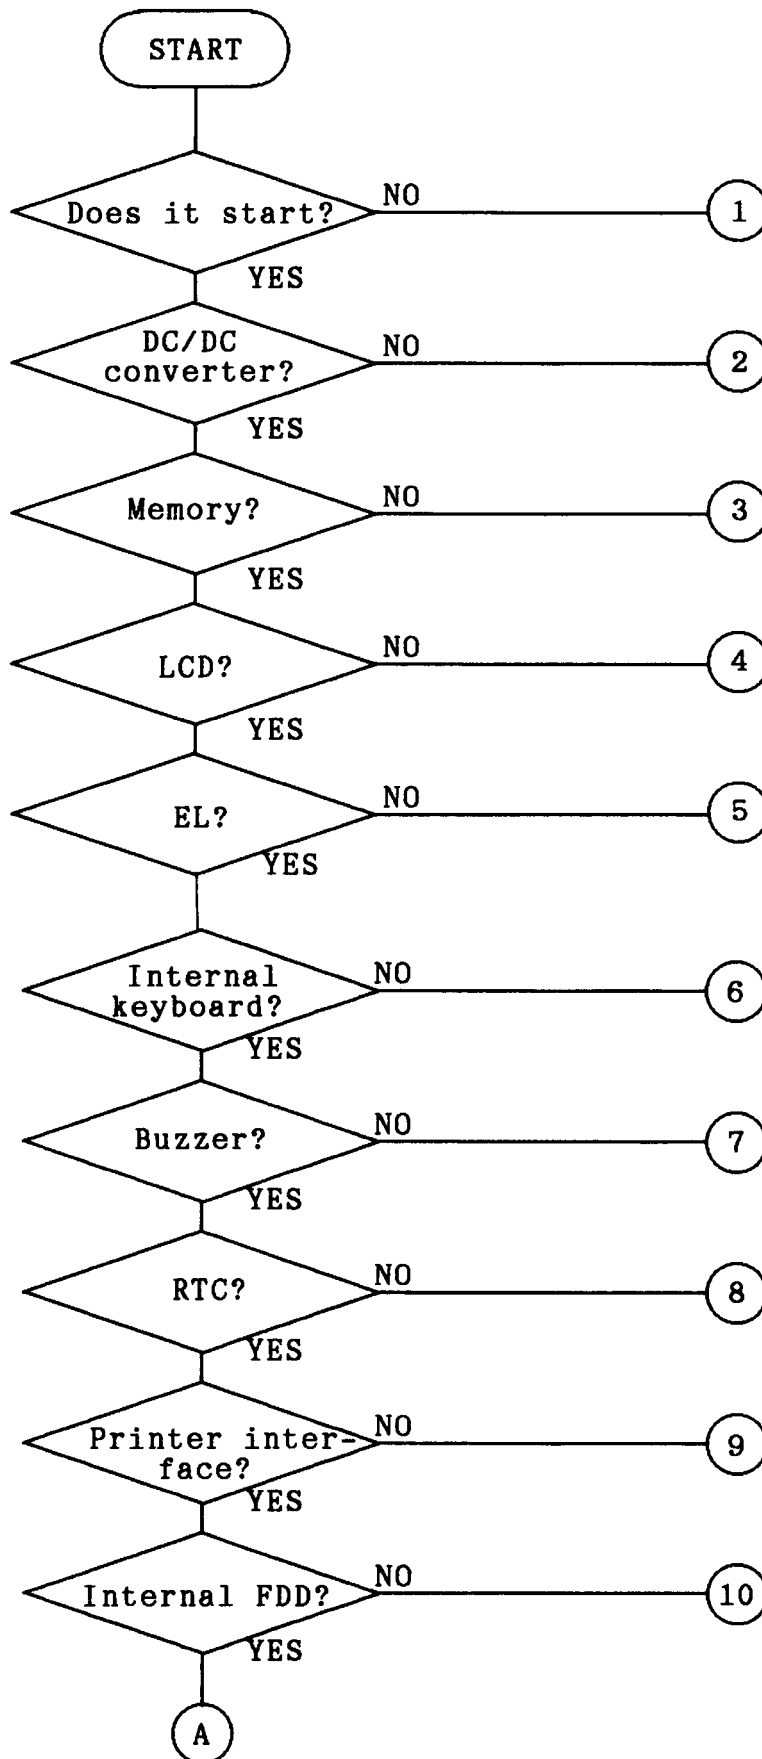 START
Does it start?
NO
1
YES
DC/DC
converter?
NO
2
YES
Memory?
NO
3
YES
LCD?
NO
4
YES
EL?
NO
5
YES
Internal
keyboard?
NO
6
YES
Buzzer?
NO
7
YES
RTC?
NO
8
YES
Printer inter-
face?
NO
9
YES
Internal FDD?
NO
10
YES
A